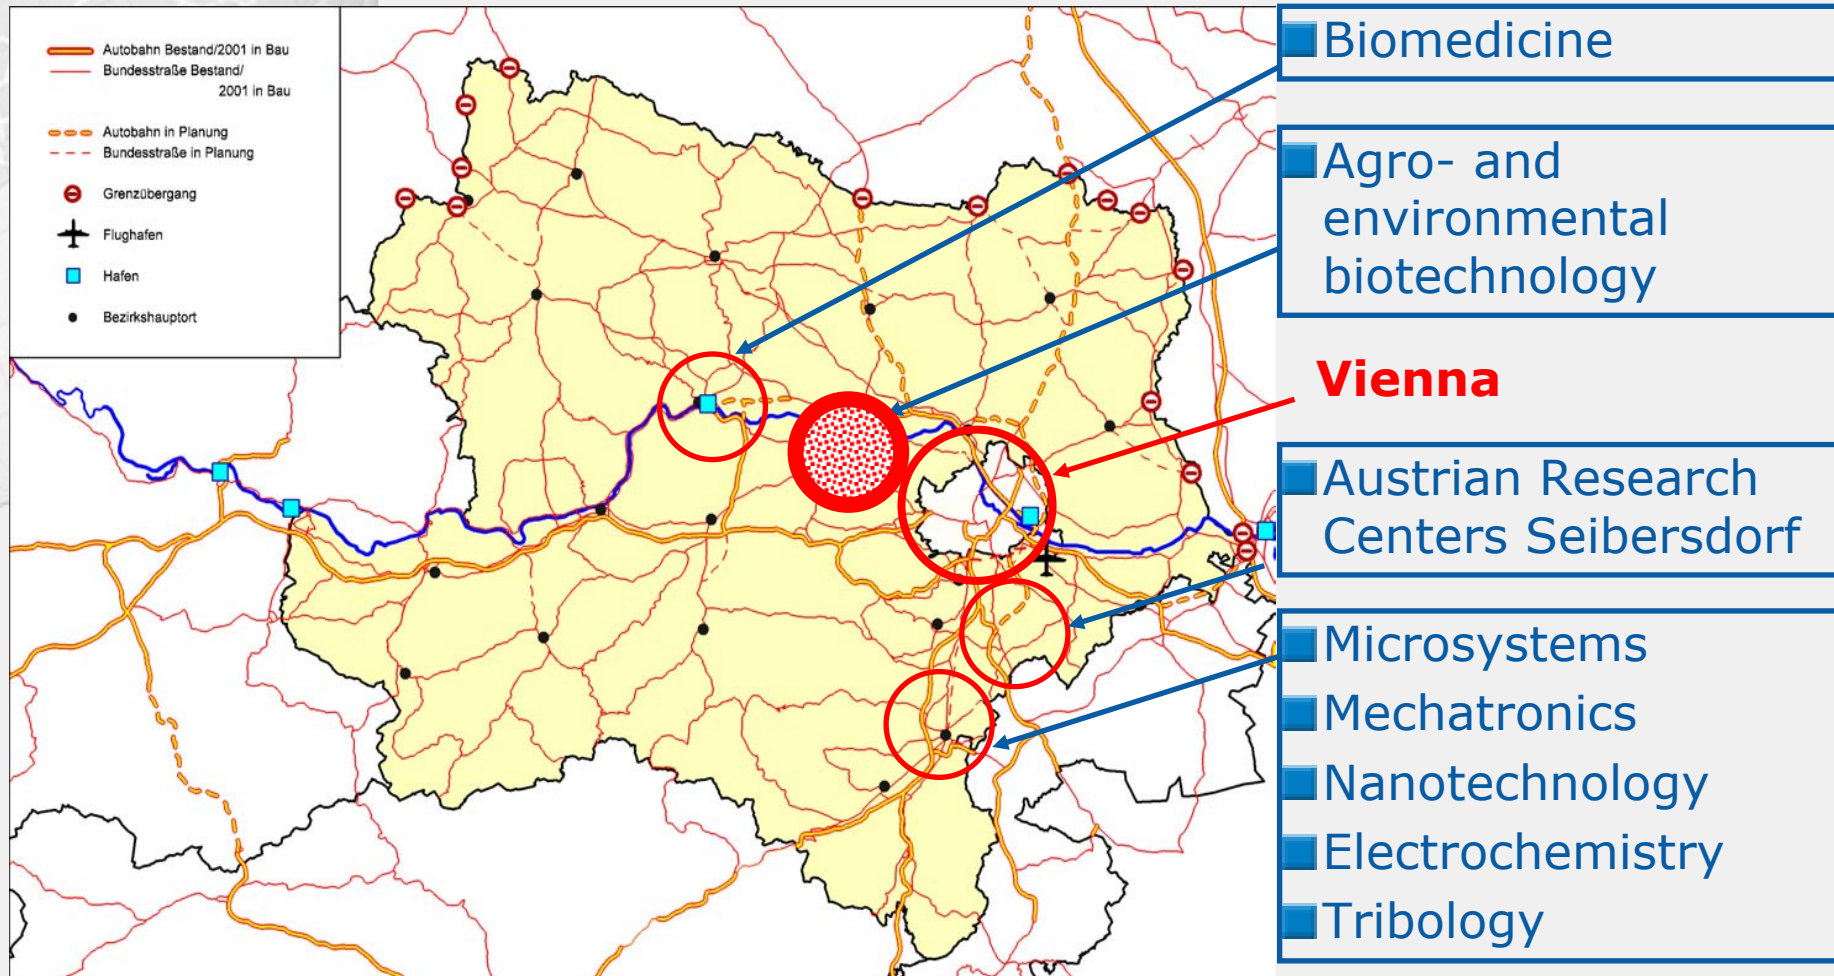 Autobahn Bestand/2001 in Bau
Bundesstraße Bestand/
2001 in Bau
Autobahn in Planung
Bundesstraße in Planung
Grenzübergang
Flughafen
Hafen
Bezirkshauptort
Biomedicine
Agro- and
environmental
biotechnology
Vienna
Austrian Research
Centers Seibersdorf
Microsystems
Mechatronics
Nanotechnology
Electrochemistry
Tribology